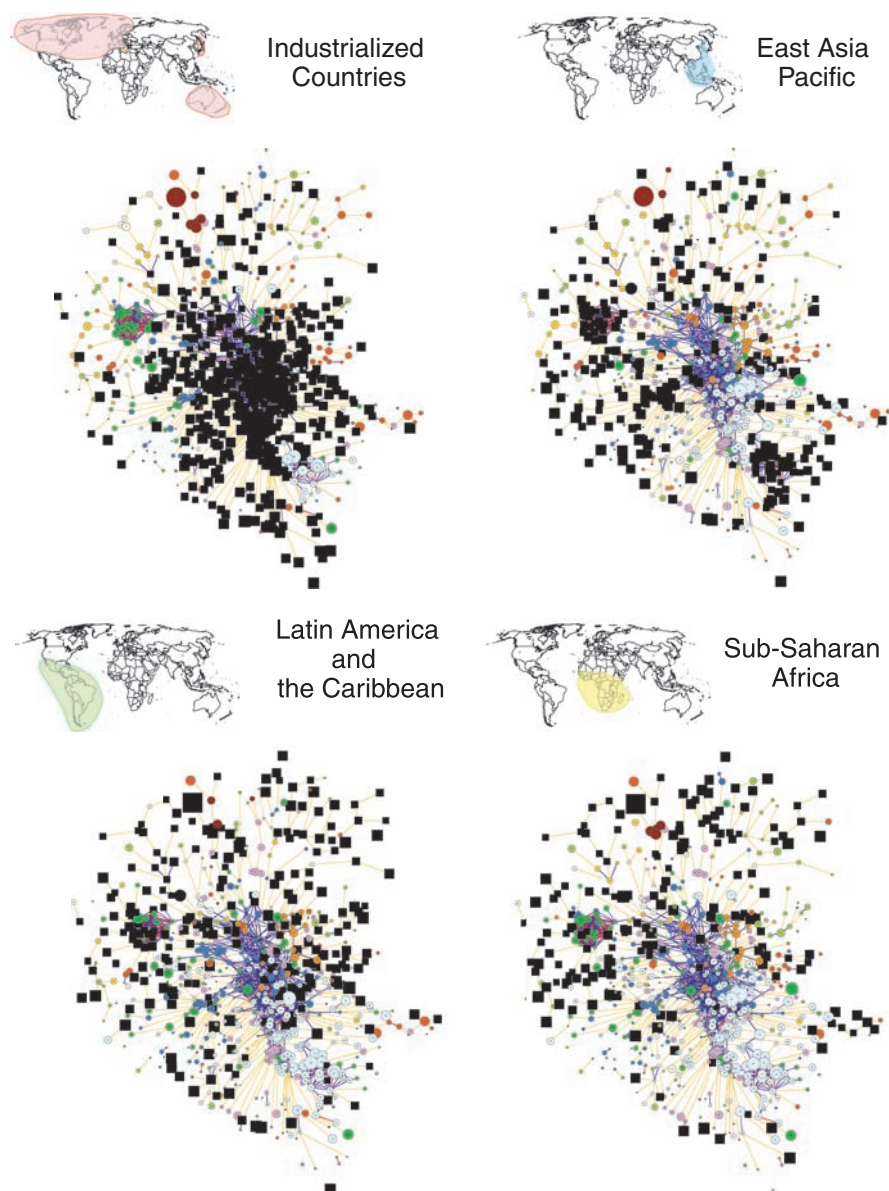 Industrialized
Countries
East Asia
Pacific
Latin America
and
the Caribbean
Sub-Saharan
Africa